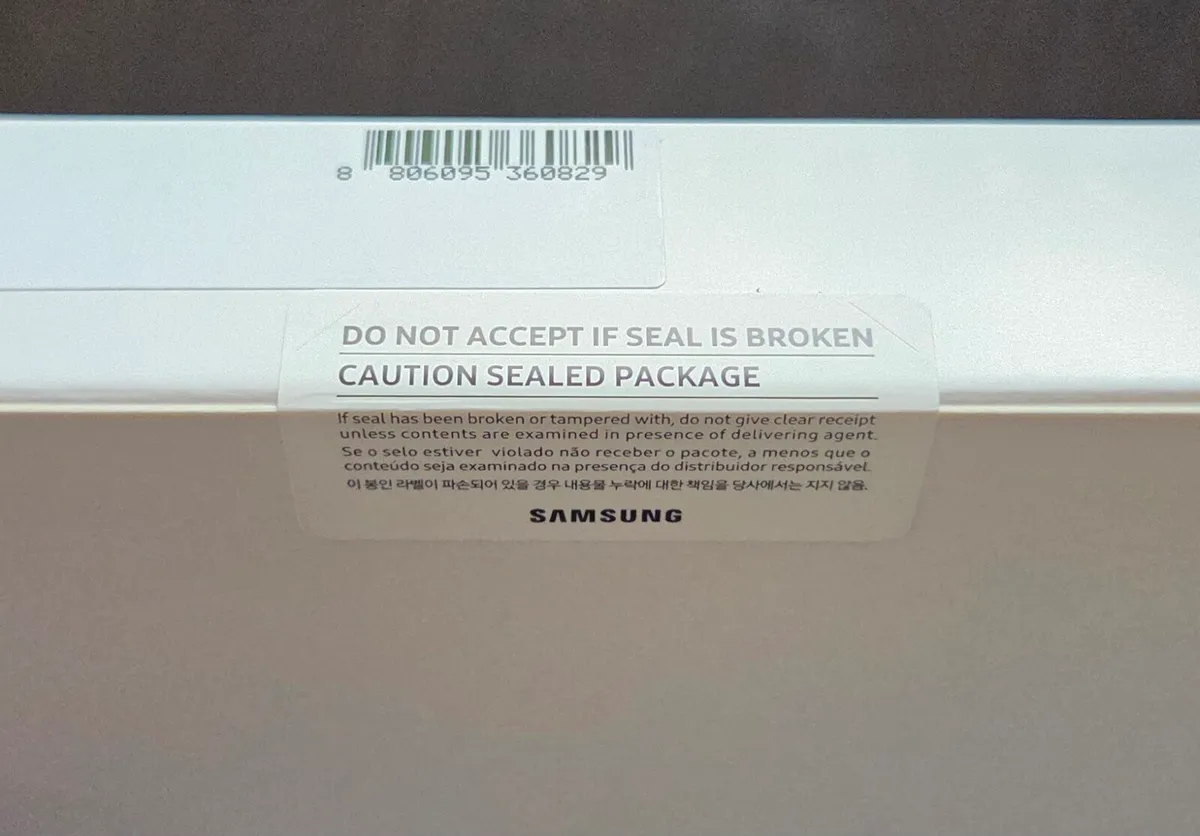 8 806095 360829
DO NOT ACCEPT IF SEAL IS BROKEN
CAUTION SEALED PACKAGE
If seal has been broken or tampered with, do not give clear receipt
unless contents are examined in presence of delivering agent.
Se o selo estiver violado não receber o pacote, a menos que o
conteúdo seja examinado na presença do distribuidor responsável.
이 봉인 라벨이 파손되어 있을 경우 내용물 누락에 대한 책임을 당사에서는 지지 않음.
SAMSUNG